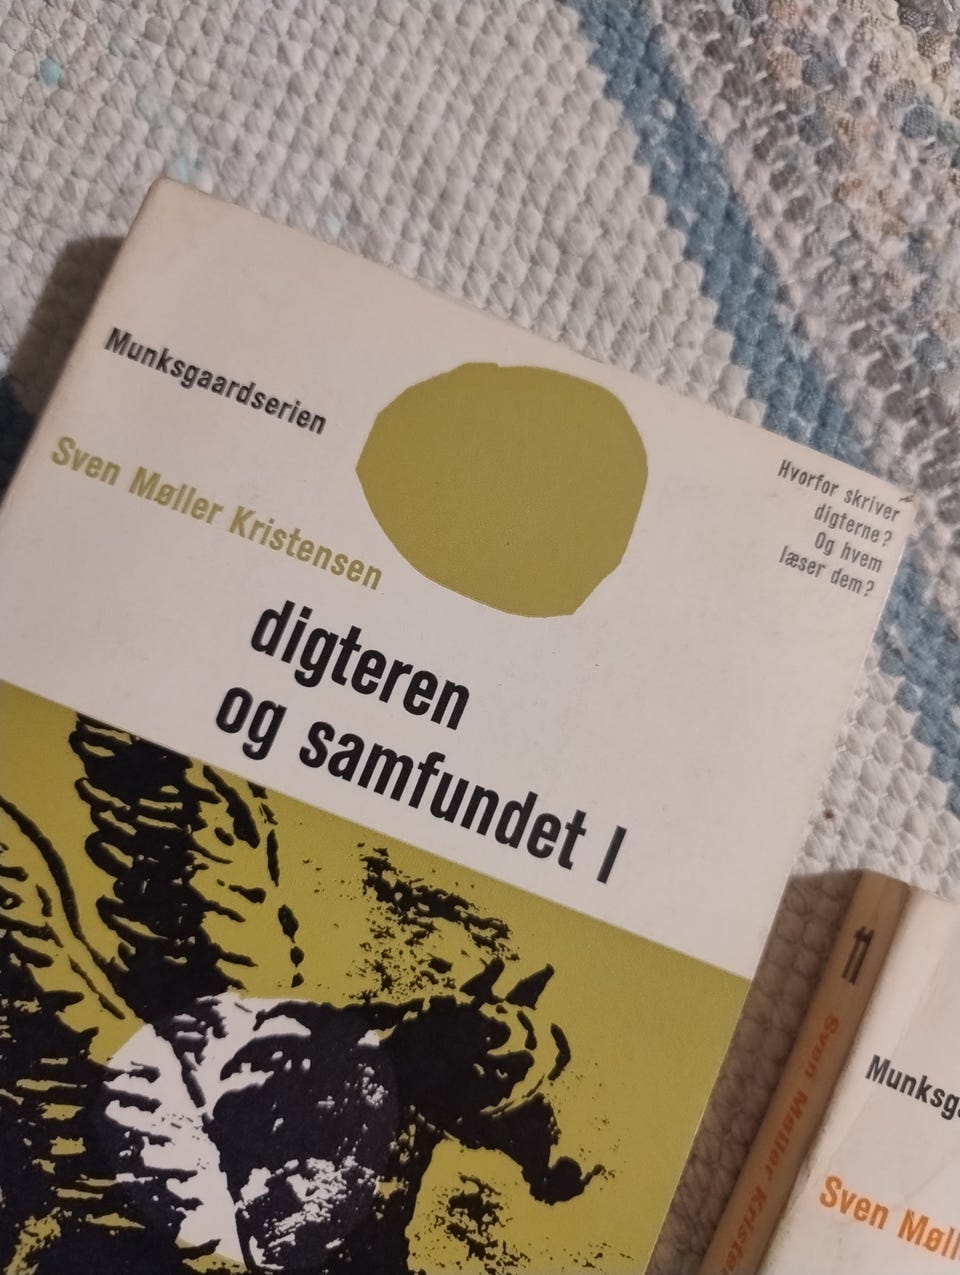 Munksgaardserien
Sven Møller Kristensen
Hvorfor skriver
digterne?
Og hvem
læser dem?
digteren
og samfundet I
11
Sven Møller Kriste
Munksg
Sven Møll